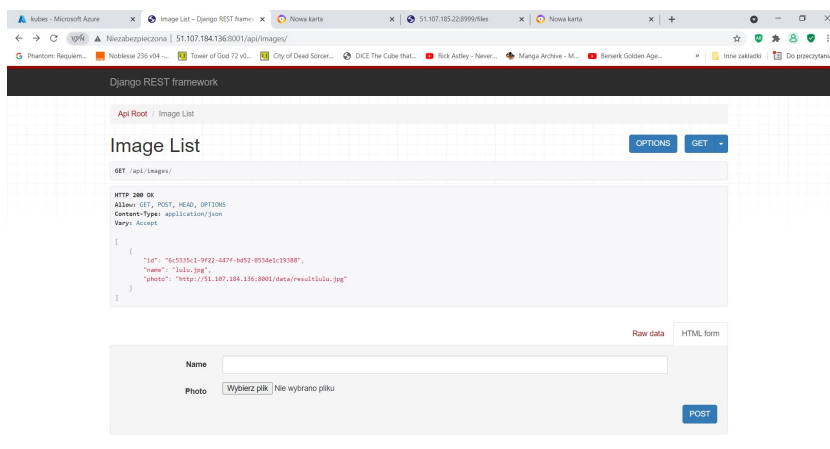 kubes - Microsoft Azure
Image List – Django REST frame
Nowa karta
51.107.185.22:8999/files
Nowa karta
VPN Niezabezpieczona | 51.107.184.136:8001/api/images/
Phantom: Requiem...
Noblesse 236 v04 -...
Tower of God 72 v0...
City of Dead Sorcer...
DICE The Cube that...
Rick Astley - Never...
Manga Archive - M...
Berserk Golden Age...
»
Inne zakładki
Do przeczytania
Django REST framework
Api Root / Image List
Image List
OPTIONS
GET
GET /api/images/
HTTP 200 OK
Allow: GET, POST, HEAD, OPTIONS
Content-Type: application/json
Vary: Accept
[
{
"id": "6c5535c1-9f22-447f-bd52-8534e1c19388",
"name": "lulu.jpg",
"photo": "http://51.107.184.136:8001/data/resultlulu.jpg"
}
]
Raw data
HTML form
Name
Photo
Wybierz plik Nie wybrano pliku
POST